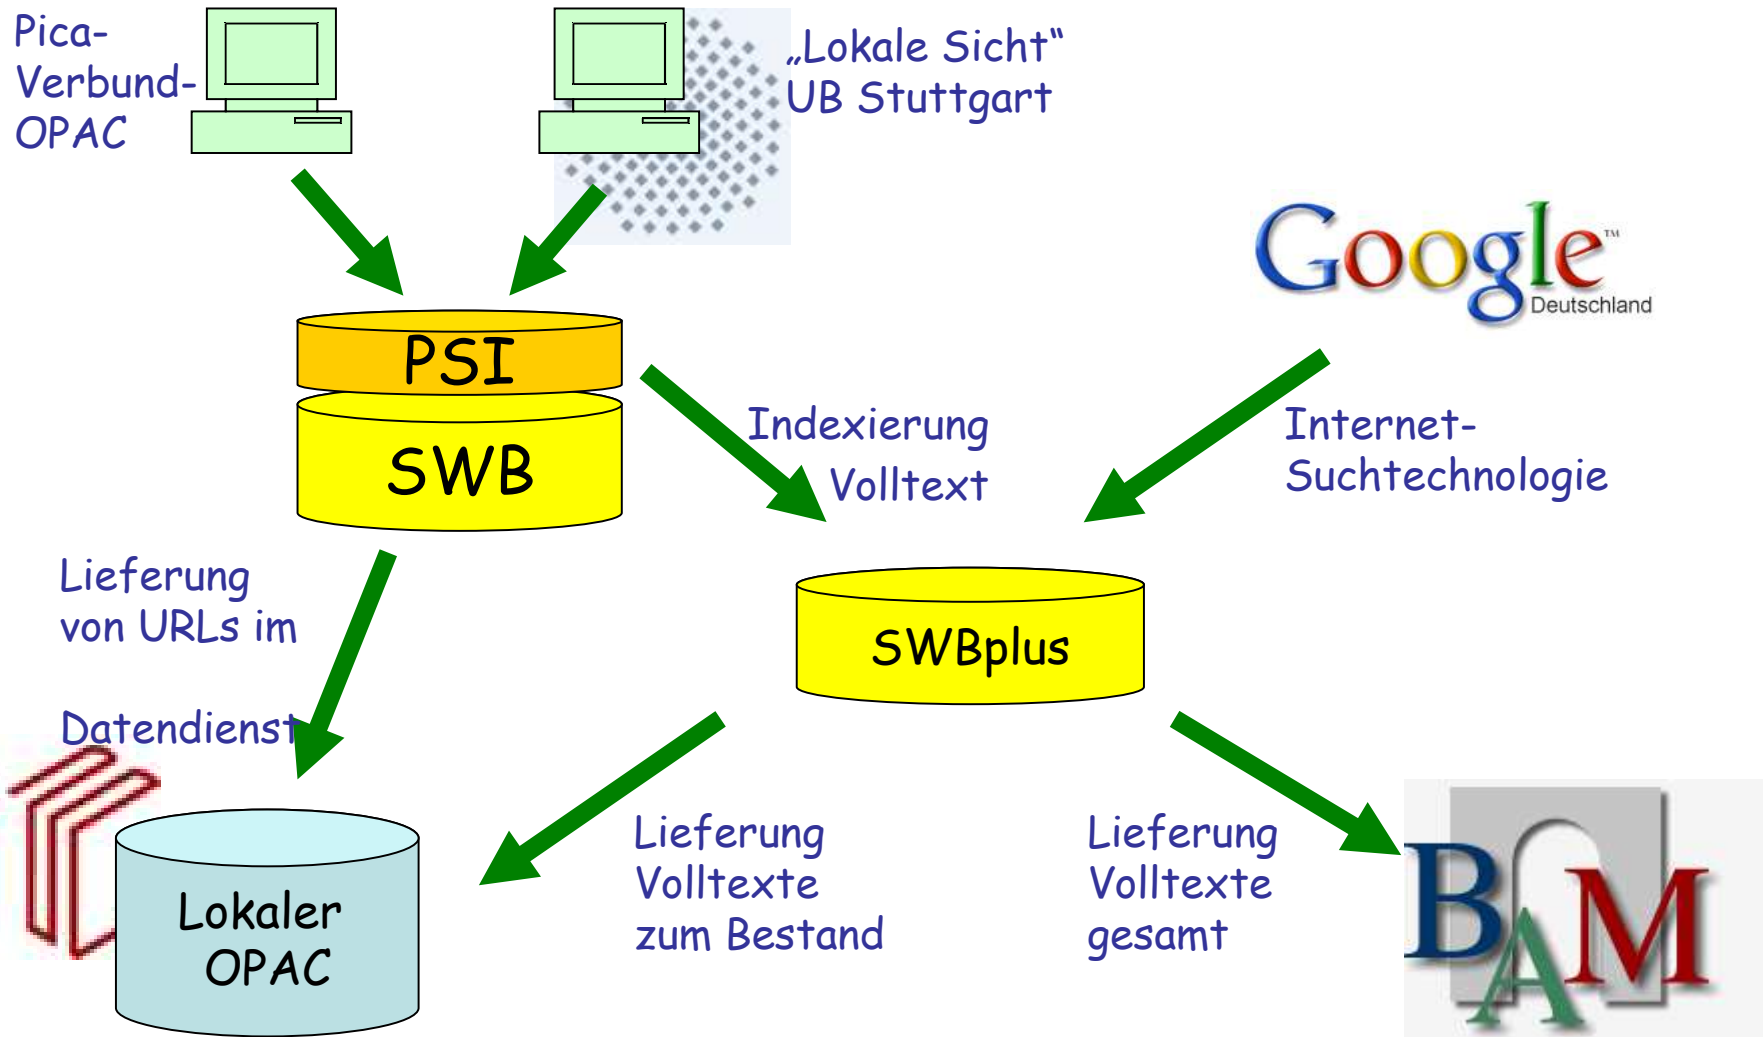 Pica-
Verbund-
OPAC
„Lokale Sicht“
UB Stuttgart
Google™
Deutschland
PSI
SWB
Indexierung
Volltext
Internet-
Suchtechnologie
Lieferung
von URLs im
Datendienst
SWBplus
Lokaler
OPAC
Lieferung
Volltexte
zum Bestand
Lieferung
Volltexte
gesamt
BAM